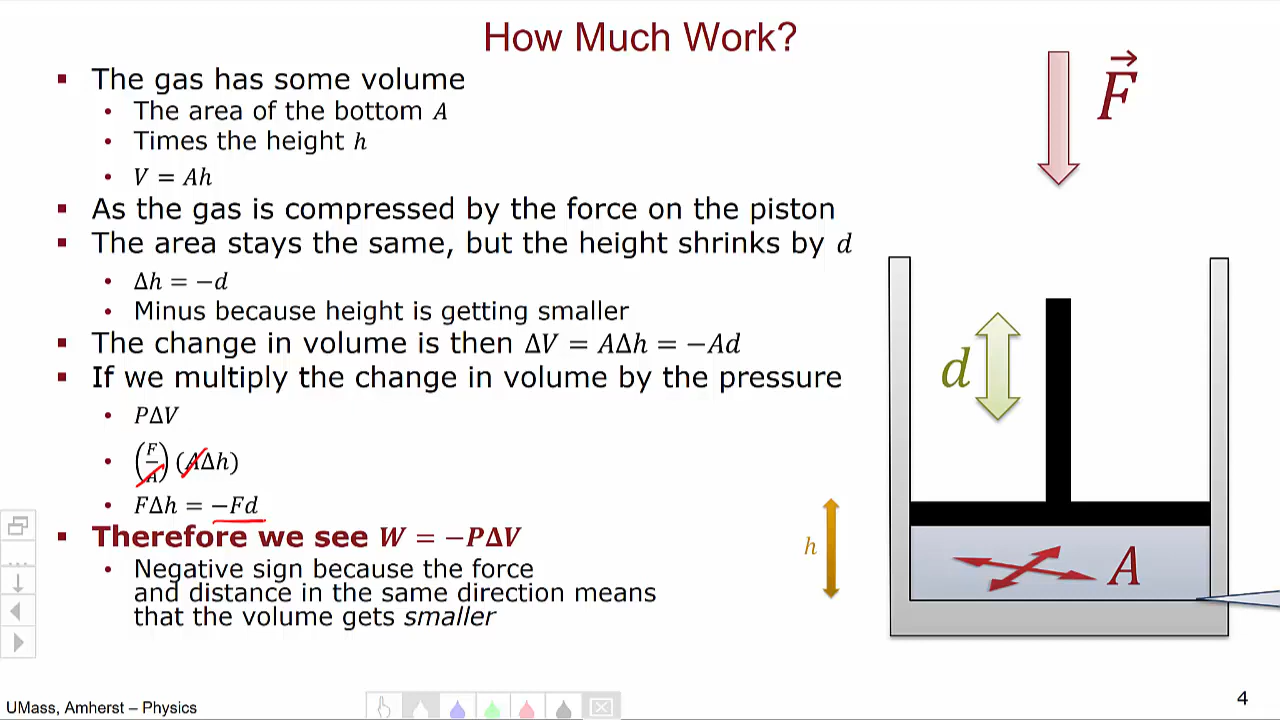 How Much Work?
▪ The gas has some volume
• The area of the bottom A
• Times the height h
• V = Ah
▪ As the gas is compressed by the force on the piston
▪ The area stays the same, but the height shrinks by d
• Δh = −d
• Minus because height is getting smaller
▪ The change in volume is then ΔV = AΔh = −Ad
▪ If we multiply the change in volume by the pressure
• PΔV
• (F/A)(AΔh)
• FΔh = −Fd
▪ Therefore we see W = −PΔV
• Negative sign because the force
and distance in the same direction means
that the volume gets smaller
F⃗
d
h
A
UMass, Amherst – Physics
4